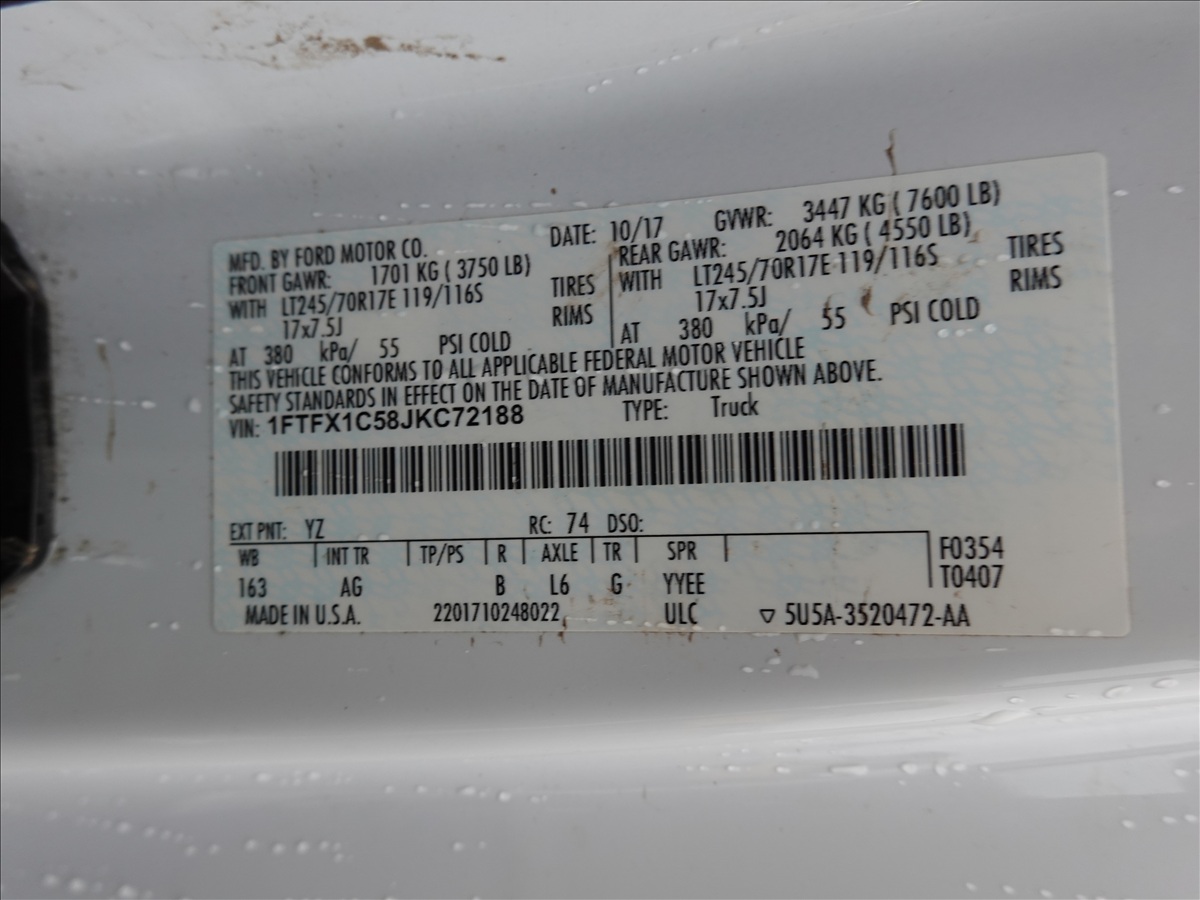 MFD. BY FORD MOTOR CO. DATE: 10/17 GVWR: 3447 KG ( 7600 LB)
FRONT GAWR: 1701 KG ( 3750 LB) REAR GAWR: 2064 KG ( 4550 LB)
WITH LT245/70R17E 119/116S TIRES WITH LT245/70R17E 119/116S TIRES
17x7.5J RIMS 17x7.5J RIMS
AT 380 kPa/ 55 PSI COLD AT 380 kPa/ 55 PSI COLD
THIS VEHICLE CONFORMS TO ALL APPLICABLE FEDERAL MOTOR VEHICLE
SAFETY STANDARDS IN EFFECT ON THE DATE OF MANUFACTURE SHOWN ABOVE.
VIN: 1FTFX1C58JKC72188 TYPE: Truck
EXT PNT: YZ RC: 74 DSO:
WB INT TR TP/PS R AXLE TR SPR F0354
163 AG B L6 G YYEE T0407
MADE IN U.S.A. 2201710248022 ULC ▽ 5U5A-3520472-AA